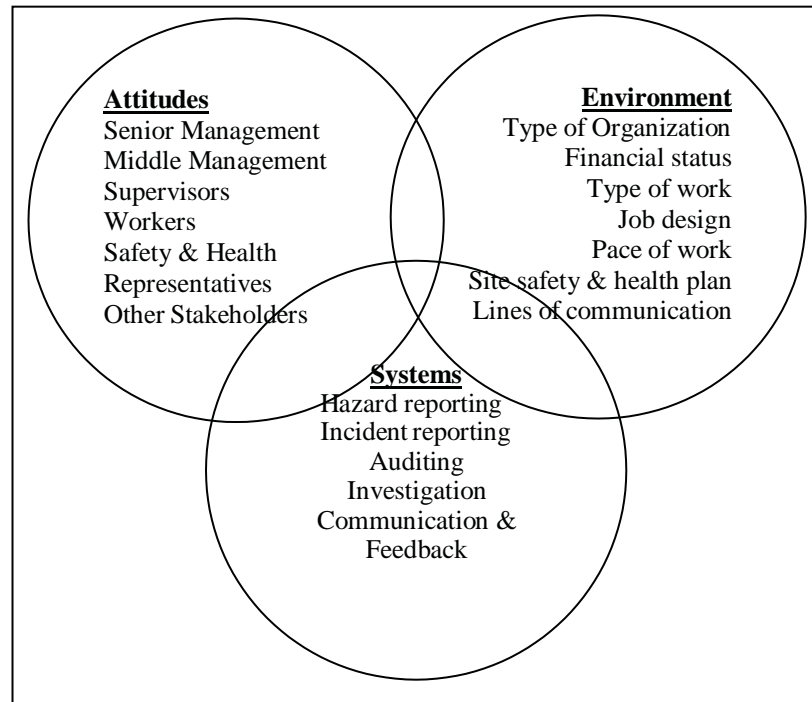 Attitudes
Senior Management
Middle Management
Supervisors
Workers
Safety & Health
Representatives
Other Stakeholders
Environment
Type of Organization
Financial status
Type of work
Job design
Pace of work
Site safety & health plan
Lines of communication
Systems
Hazard reporting
Incident reporting
Auditing
Investigation
Communication &
Feedback